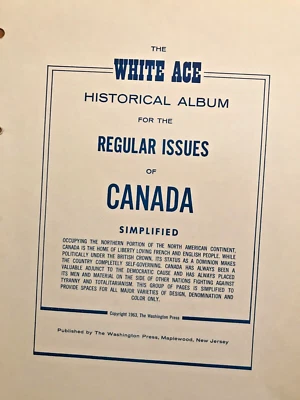 THE
WHITE ACE
HISTORICAL ALBUM
FOR THE
REGULAR ISSUES
OF
CANADA
SIMPLIFIED
OCCUPYING THE NORTHERN PORTION OF THE NORTH AMERICAN CONTINENT,
CANADA IS THE HOME OF LIBERTY LOVING FRENCH AND ENGLISH PEOPLE. WHILE
POLITICALLY UNDER THE BRITISH CROWN, ITS STATUS AS A DOMINION MAKES
THE COUNTRY COMPLETELY SELF-GOVERNING. CANADA HAS ALWAYS BEEN A
VALUABLE ADJUNCT TO THE DEMOCRATIC CAUSE AND HAS ALWAYS PLACED
ITS MEN AND MATERIAL ON THE SIDE OF OTHER NATIONS FIGHTING AGAINST
TYRANNY AND TOTALITARIANISM. THIS GROUP OF PAGES IS SIMPLIFIED TO
PROVIDE SPACES FOR ALL MAJOR VARIETIES OF DESIGN, DENOMINATION AND
COLOR ONLY.
Copyright 1963, The Washington Press
Published by The Washington Press, Maplewood, New Jersey